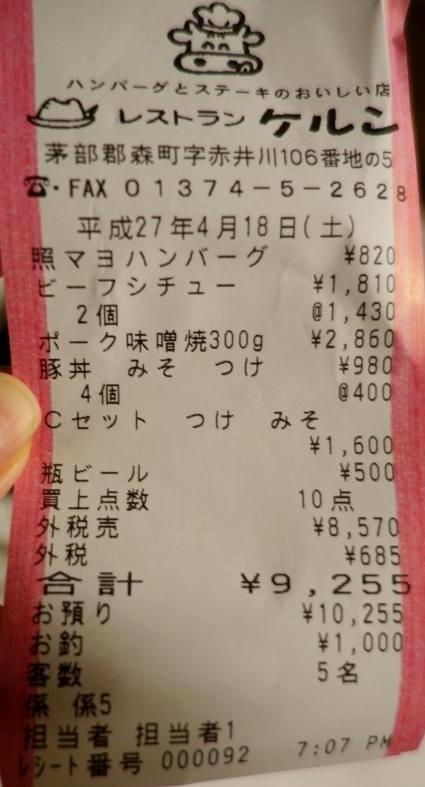 ハンバーグとステーキのおいしい店
レストラン ケルン
茅部郡森町字赤井川106番地の5
☎・FAX 01374-5-2628
平成27年4月18日(土)
照マヨハンバーグ ¥820
ビーフシチュー ¥1,810
2個 @1,430
ポーク味噌焼300g ¥2,860
豚丼 みそ つけ ¥980
4個 @400
Cセット つけ みそ
¥1,600
瓶ビール ¥500
買上点数 10点
外税売 ¥8,570
外税 ¥685
合計 ¥9,255
お預り ¥10,255
お釣 ¥1,000
客数 5名
係 係5
担当者 担当者1
レシート番号 000092 7:07 PM